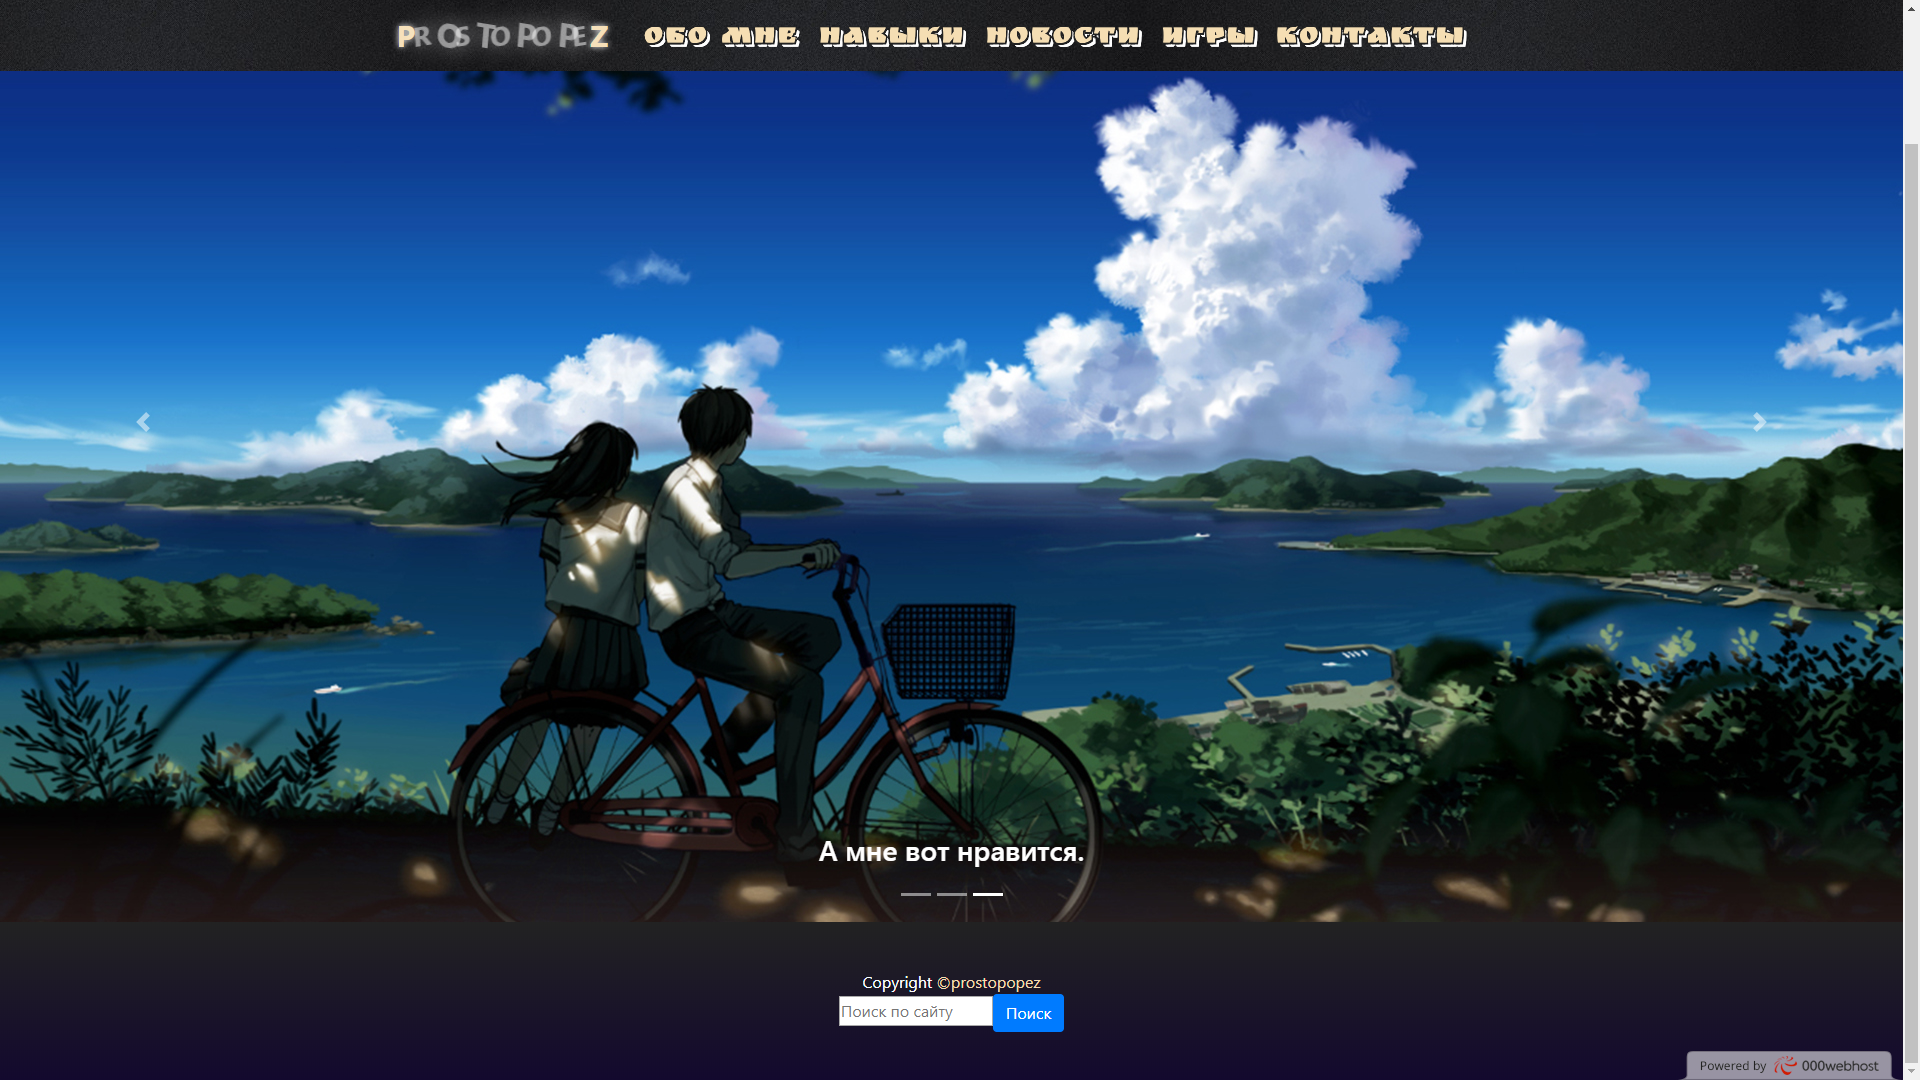 PROSTOPOPEZ ОБО МНЕ НАВЫКИ НОВОСТИ ИГРЫ КОНТАКТЫ
А мне вот нравится.
Copyright ©prostopopez
Поиск по сайту Поиск
Powered by 000webhost